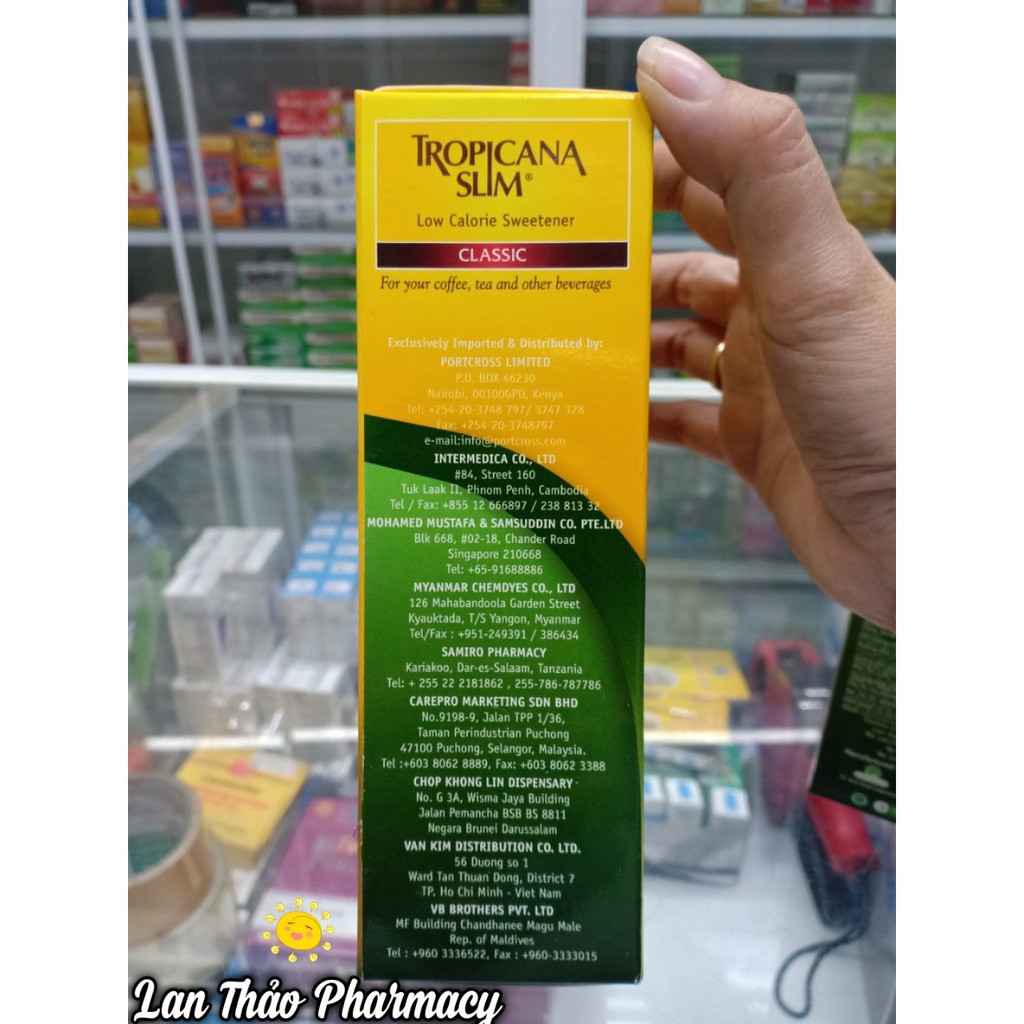 TROPICANA
SLIM®
Low Calorie Sweetener
CLASSIC
For your coffee, tea and other beverages
Exclusively Imported & Distributed by:
PORTCROSS LIMITED
P.O. BOX 46230
Nairobi, 00100GPO, Kenya
Tel: +254-20-3748 797/ 3747 328
Fax: +254-20-3748797
e-mail:info@portcross.com
INTERMEDICA CO., LTD
#84, Street 160
Tuk Laak II, Phnom Penh, Cambodia
Tel / Fax: +855 12 666897 / 238 813 32
MOHAMED MUSTAFA & SAMSUDDIN CO. PTE.LTD
Blk 668, #02-18, Chander Road
Singapore 210668
Tel: +65-91688886
MYANMAR CHEMDYES CO., LTD
126 Mahabandoola Garden Street
Kyauktada, T/S Yangon, Myanmar
Tel/Fax : +951-249391 / 386434
SAMIRO PHARMACY
Kariakoo, Dar-es-Salaam, Tanzania
Tel: + 255 22 2181862 , 255-786-787786
CAREPRO MARKETING SDN BHD
No.9198-9, Jalan TPP 1/36,
Taman Perindustrian Puchong
47100 Puchong, Selangor, Malaysia.
Tel :+603 8062 8889, Fax: +603 8062 3388
CHOP KHONG LIN DISPENSARY
No. G 3A, Wisma Jaya Building
Jalan Pemancha BSB BS 8811
Negara Brunei Darussalam
VAN KIM DISTRIBUTION CO. LTD.
56 Duong so 1
Ward Tan Thuan Dong, District 7
TP. Ho Chi Minh - Viet Nam
VB BROTHERS PVT. LTD
MF Building Chandhanee Magu Male
Rep. of Maldives
Tel : +960 3336522, Fax : +960-3333015
Lan Thảo Pharmacy